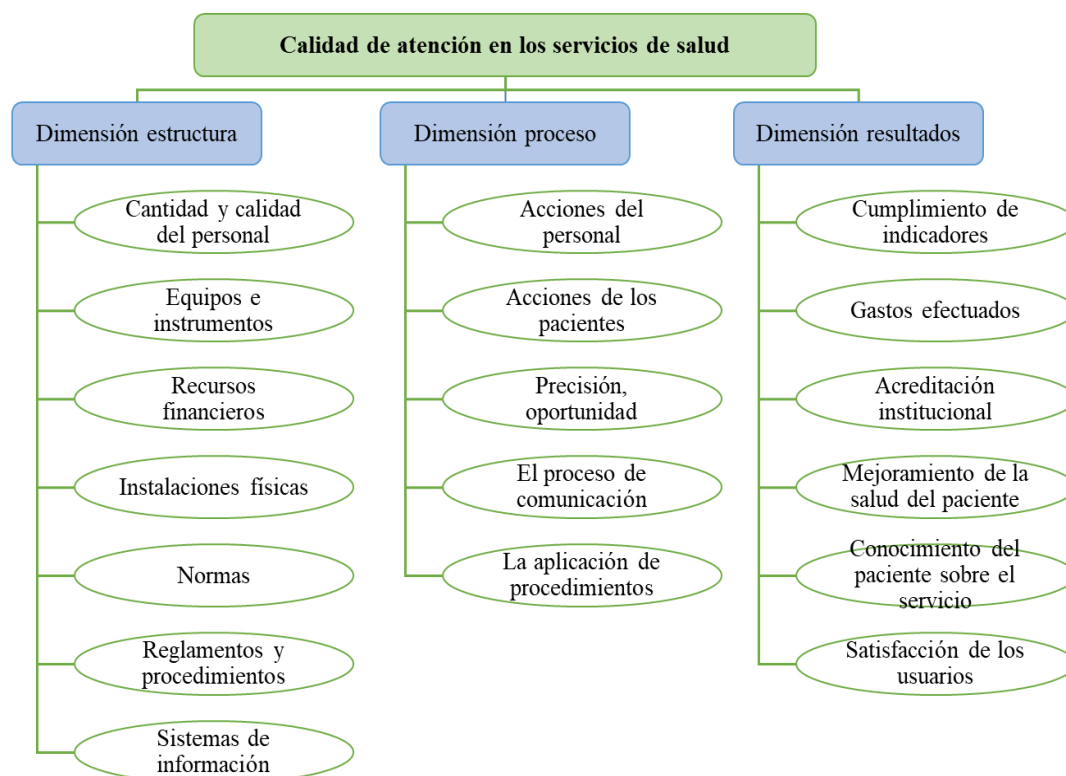 Calidad de atención en los servicios de salud
Dimensión estructura
Cantidad y calidad
del personal
Equipos e
instrumentos
Recursos
financieros
Instalaciones físicas
Normas
Reglamentos y
procedimientos
Sistemas de
información
Dimensión proceso
Acciones del
personal
Acciones de los
pacientes
Precisión,
oportunidad
El proceso de
comunicación
La aplicación de
procedimientos
Dimensión resultados
Cumplimiento de
indicadores
Gastos efectuados
Acreditación
institucional
Mejoramiento de la
salud del paciente
Conocimiento del
paciente sobre el
servicio
Satisfacción de los
usuarios